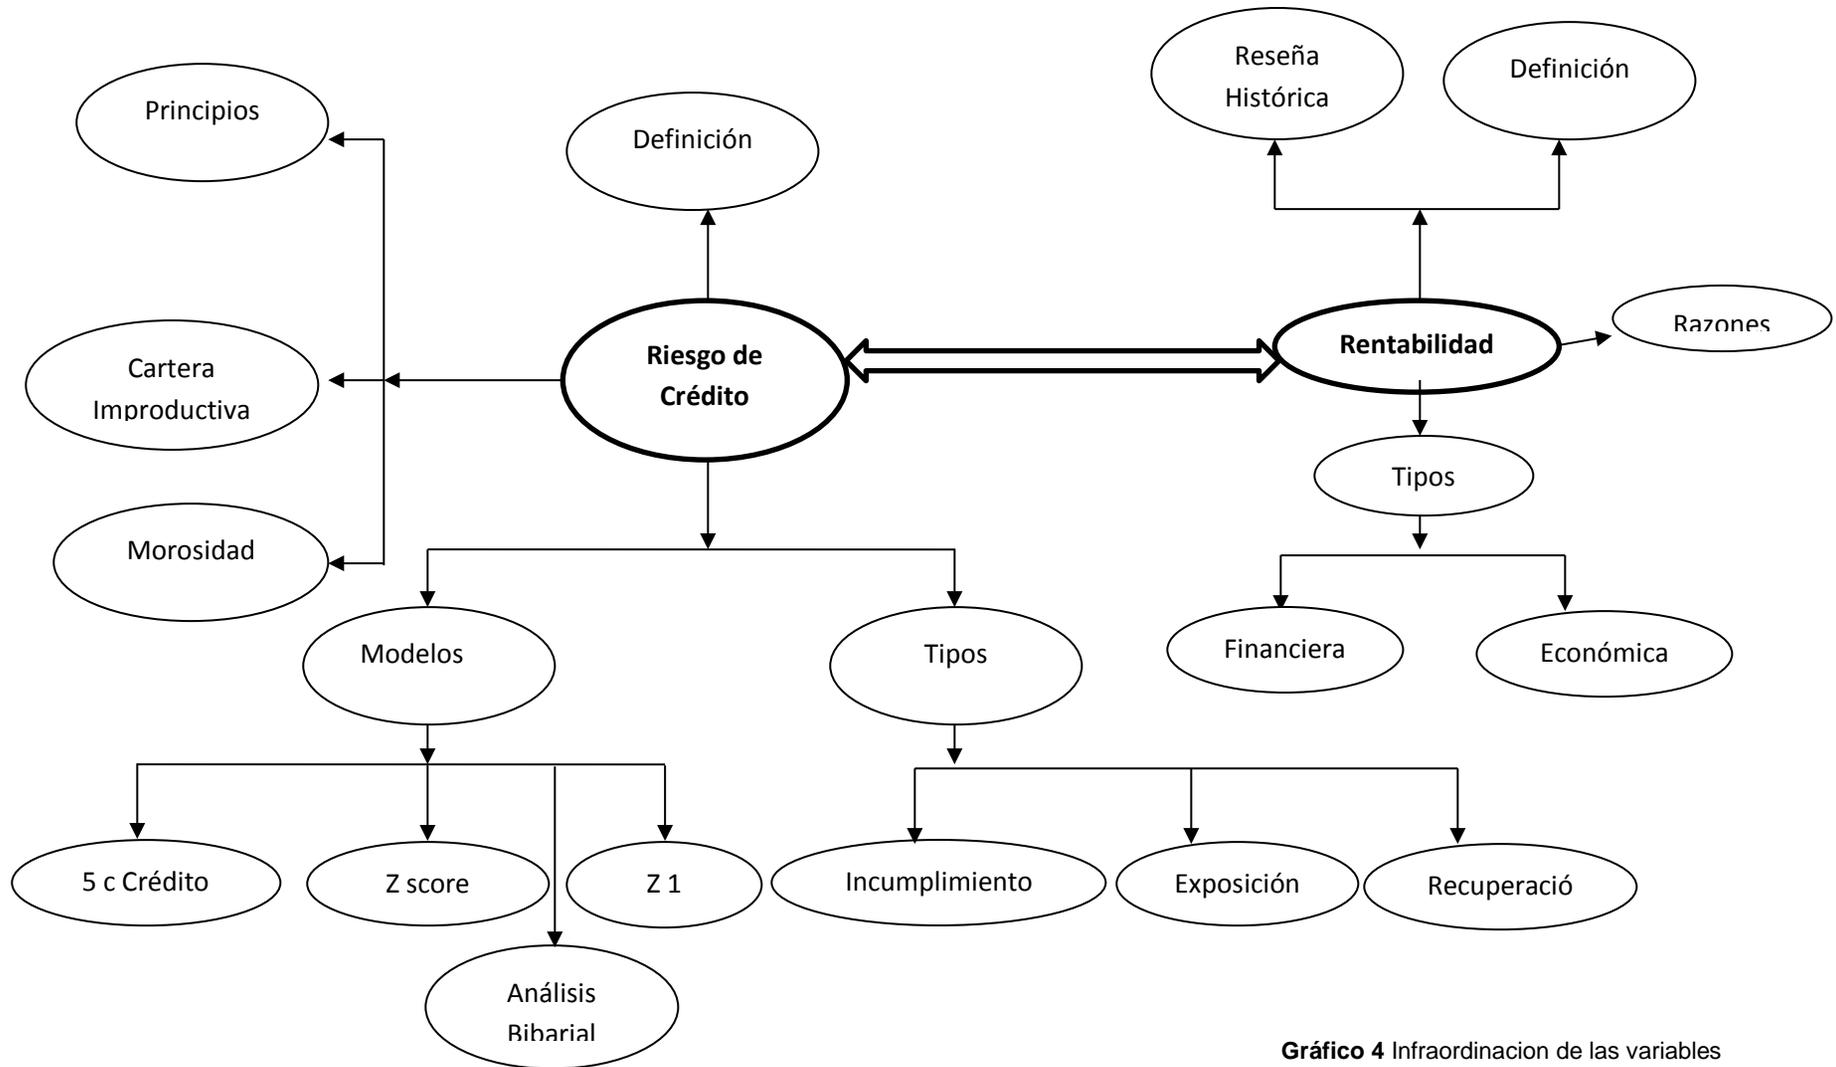 Principios
Definición
Reseña
Histórica
Definición
Cartera
Improductiva
Riesgo de
Crédito
Rentabilidad
Razones
Morosidad
Tipos
Modelos
Tipos
Financiera
Económica
5 c Crédito
Z score
Z 1
Incumplimiento
Exposición
Recuperació
Análisis
Bibarial
Gráfico 4 Infraordinacion de las variables